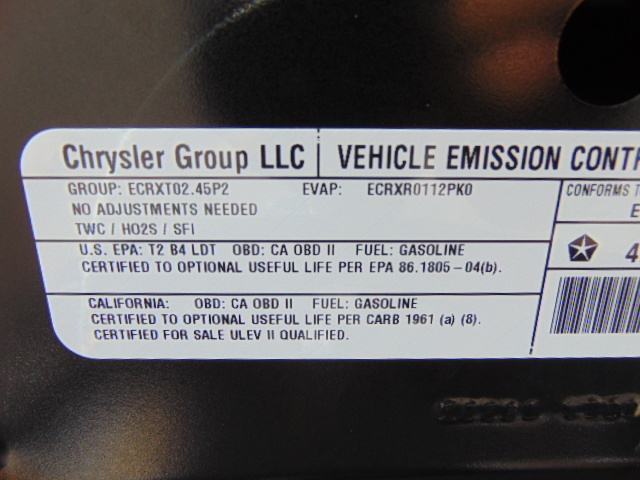 Chrysler Group LLC VEHICLE EMISSION CONT
GROUP: ECRXT02.45P2 EVAP: ECRXR0112PK0 CONFORMS T
NO ADJUSTMENTS NEEDED E
TWC / HO2S / SFI
U.S. EPA: T2 B4 LDT OBD: CA OBD II FUEL: GASOLINE 4
CERTIFIED TO OPTIONAL USEFUL LIFE PER EPA 86.1805-04(b).
CALIFORNIA: OBD: CA OBD II FUEL: GASOLINE
CERTIFIED TO OPTIONAL USEFUL LIFE PER CARB 1961 (a) (8).
CERTIFIED FOR SALE ULEV II QUALIFIED.